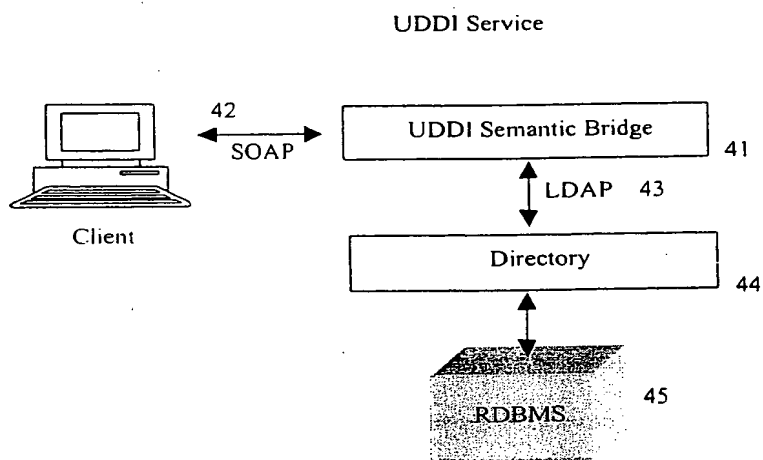 UDDI Service
42
SOAP
UDDI Semantic Bridge
41
LDAP 43
Client
Directory
44
RDBMS
45